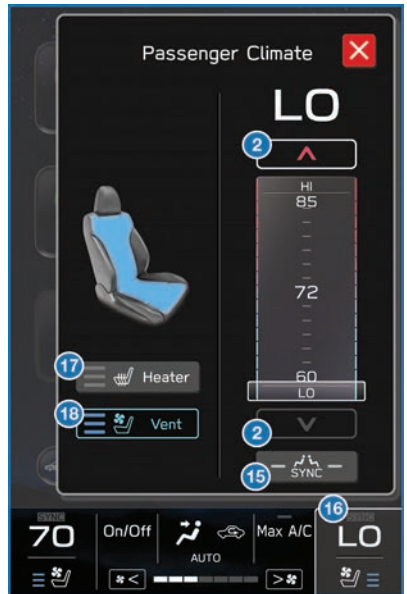 Passenger Climate
LO
2
HI
85
72
60
LO
17
Heater
18
Vent
2
15
SYNC
16
SYNC
70
On/Off
AUTO
Max A/C
SYNC
LO